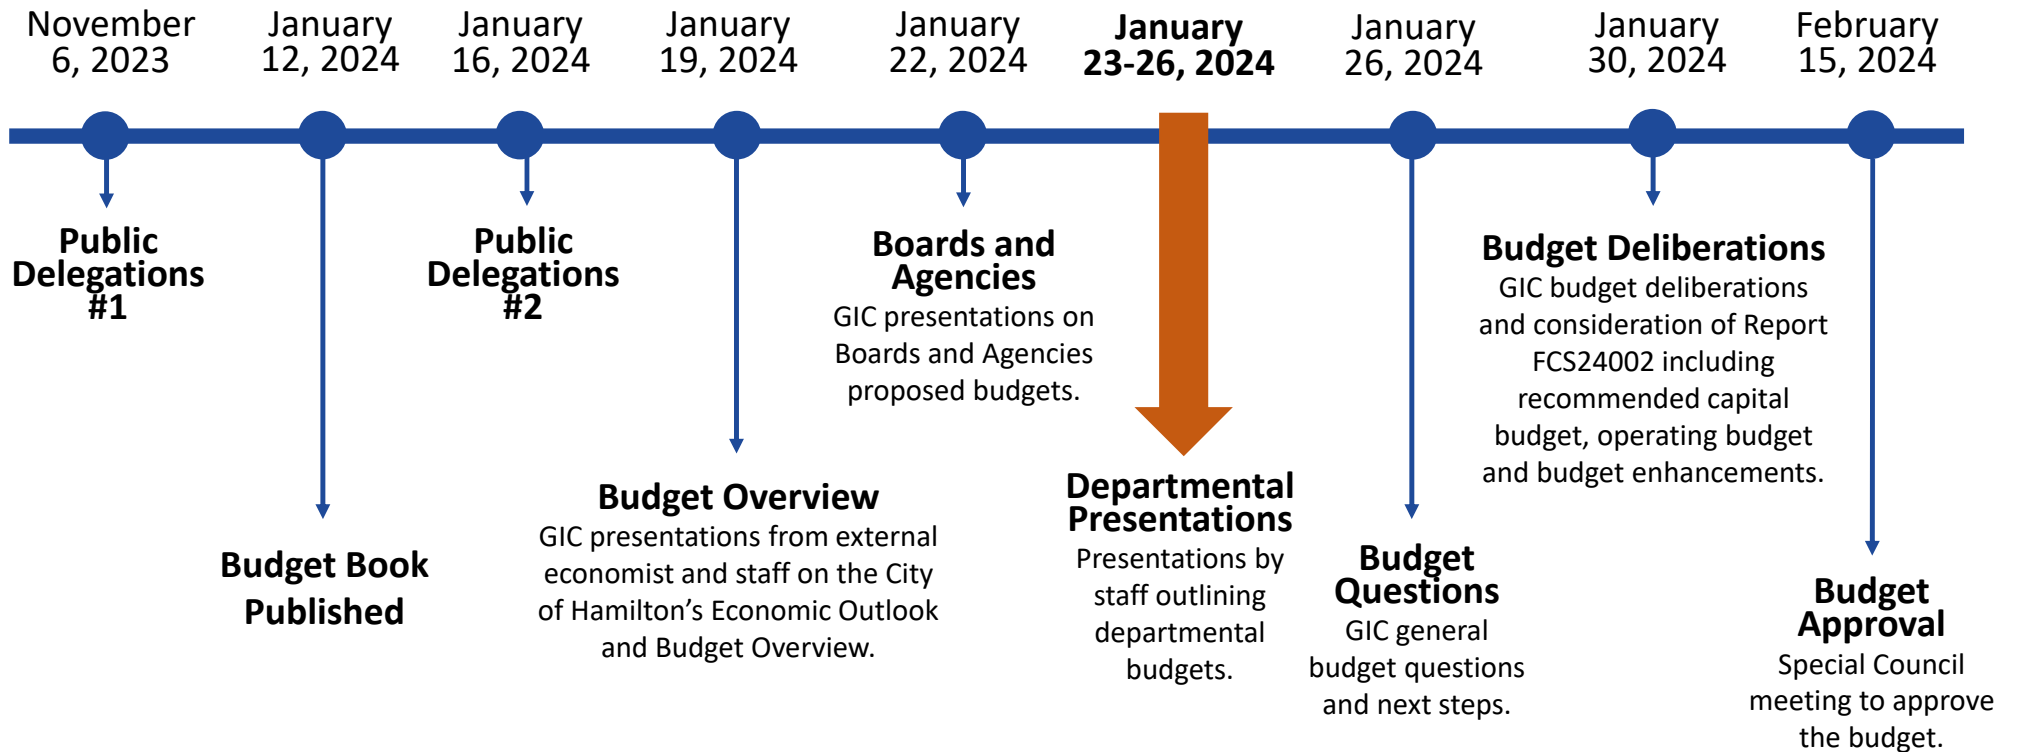 November
6, 2023
January
12, 2024
January
16, 2024
January
19, 2024
January
22, 2024
January
23-26, 2024
January
26, 2024
January
30, 2024
February
15, 2024
Public
Delegations
#1
Budget Book
Published
Public
Delegations
#2
Budget Overview
GIC presentations from external
economist and staff on the City
of Hamilton’s Economic Outlook
and Budget Overview.
Boards and
Agencies
GIC presentations on
Boards and Agencies
proposed budgets.
Departmental
Presentations
Presentations by
staff outlining
departmental
budgets.
Budget
Questions
GIC general
budget questions
and next steps.
Budget Deliberations
GIC budget deliberations
and consideration of Report
FCS24002 including
recommended capital
budget, operating budget
and budget enhancements.
Budget
Approval
Special Council
meeting to approve
the budget.